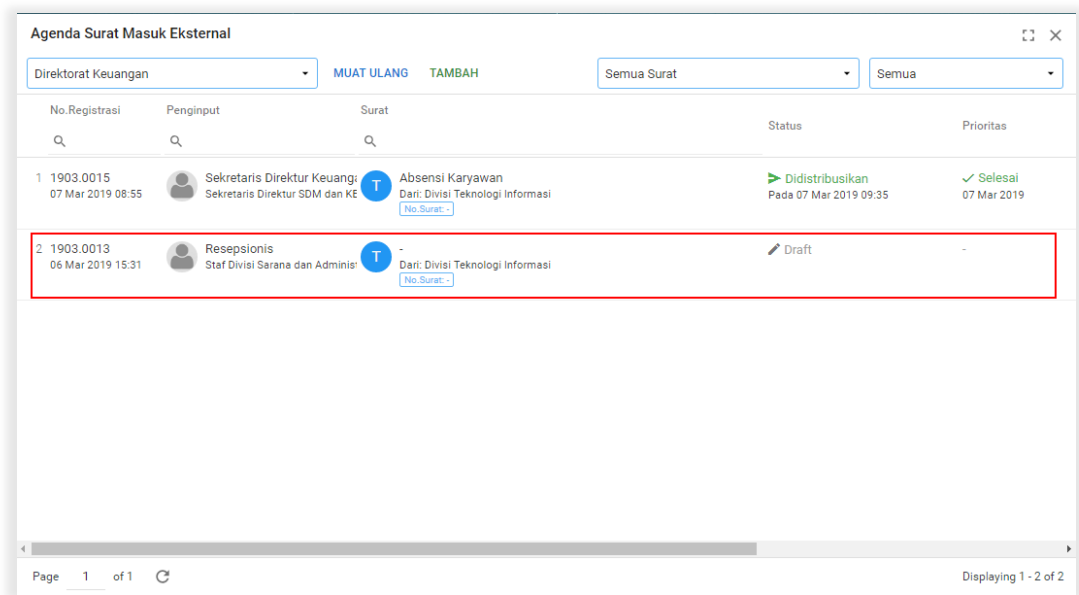 Agenda Surat Masuk Eksternal
Direktorat Keuangan MUAT ULANG TAMBAH Semua Surat Semua
No.Registrasi Penginput Surat Status Prioritas
1 1903.0015 Sekretaris Direktur Keuanga T Absensi Karyawan Didistribusikan Selesai
07 Mar 2019 08:55 Sekretaris Direktur SDM dan KE Dari: Divisi Teknologi Informasi Pada 07 Mar 2019 09:35 07 Mar 2019
No.Surat: -
2 1903.0013 Resepsionis T - Draft -
06 Mar 2019 15:31 Staf Divisi Sarana dan Adminis Dari: Divisi Teknologi Informasi
No.Surat: -
Page 1 of 1 Displaying 1 - 2 of 2